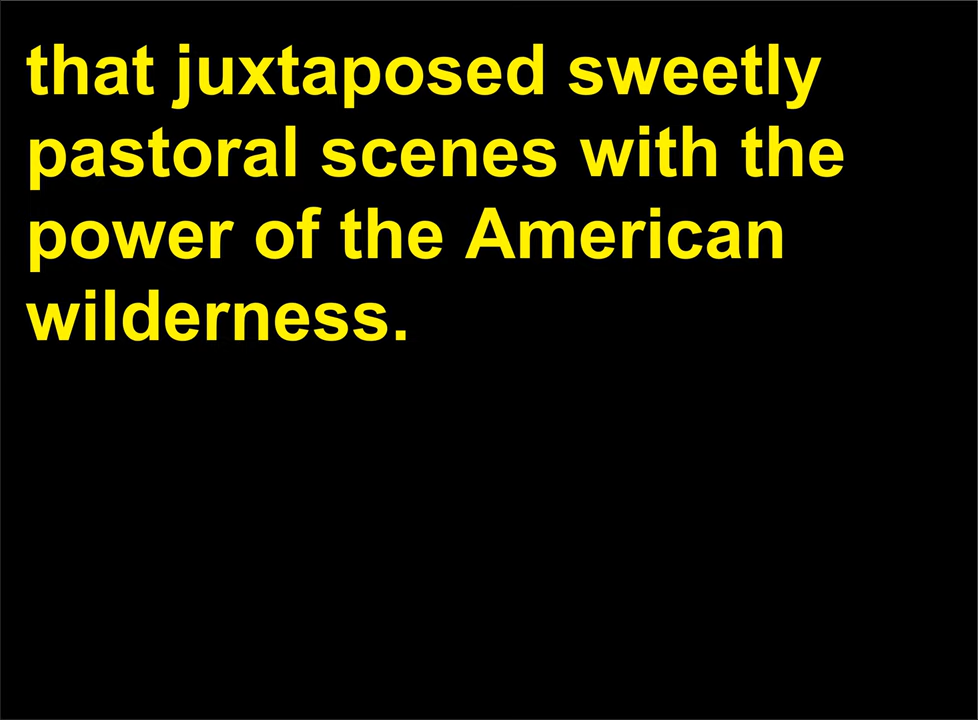 that juxtaposed sweetly
pastoral scenes with the
power of the American
wilderness.